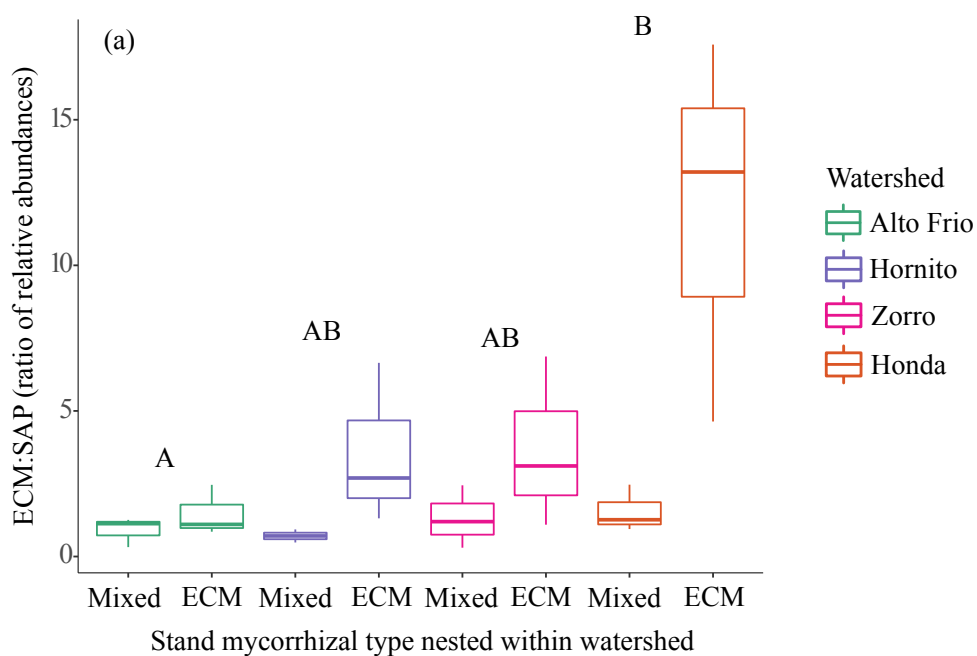 (a)
B
ECM:SAP (ratio of relative abundances)
15
10
5
0
AB
AB
A
Mixed ECM Mixed ECM Mixed ECM Mixed ECM
Stand mycorrhizal type nested within watershed
Watershed
Alto Frio
Hornito
Zorro
Honda